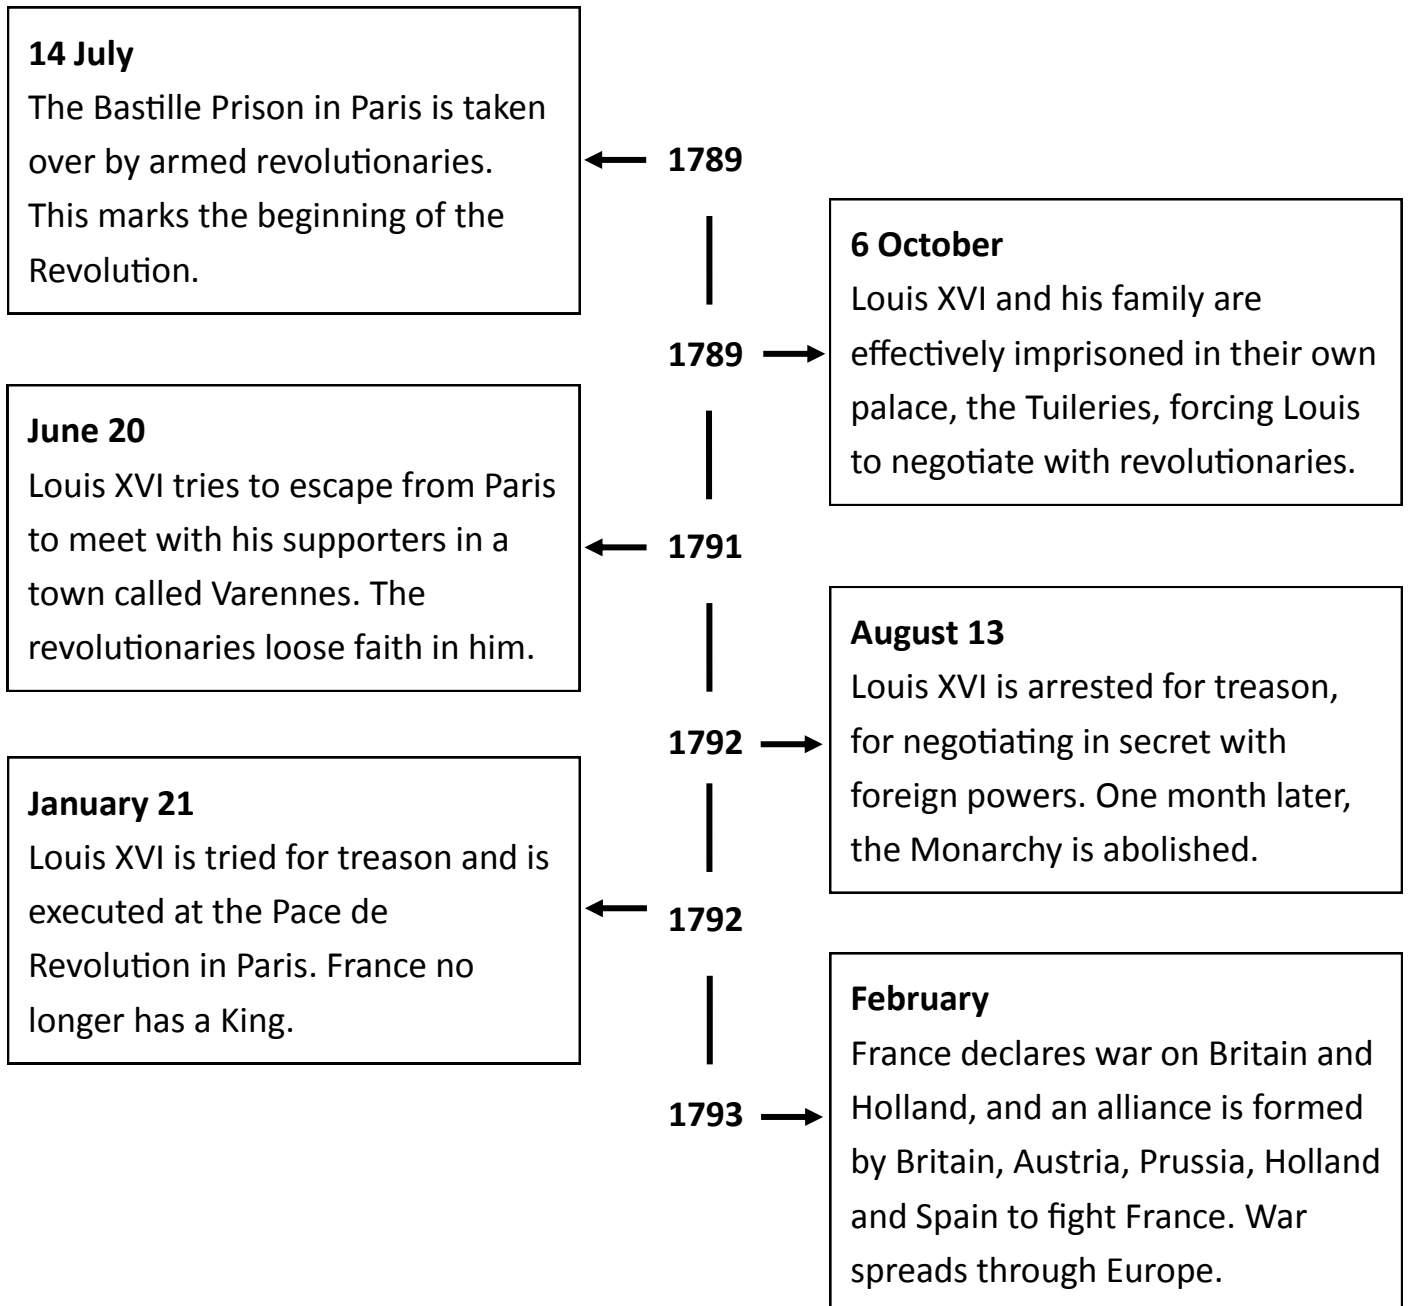 14 July
The Bastille Prison in Paris is taken
over by armed revolutionaries.
This marks the beginning of the
Revolution.
1789
6 October
Louis XVI and his family are
effectively imprisoned in their own
palace, the Tuileries, forcing Louis
to negotiate with revolutionaries.
1789
June 20
Louis XVI tries to escape from Paris
to meet with his supporters in a
town called Varennes. The
revolutionaries loose faith in him.
1791
August 13
Louis XVI is arrested for treason,
for negotiating in secret with
foreign powers. One month later,
the Monarchy is abolished.
1792
January 21
Louis XVI is tried for treason and is
executed at the Pace de
Revolution in Paris. France no
longer has a King.
1792
February
France declares war on Britain and
Holland, and an alliance is formed
by Britain, Austria, Prussia, Holland
and Spain to fight France. War
spreads through Europe.
1793